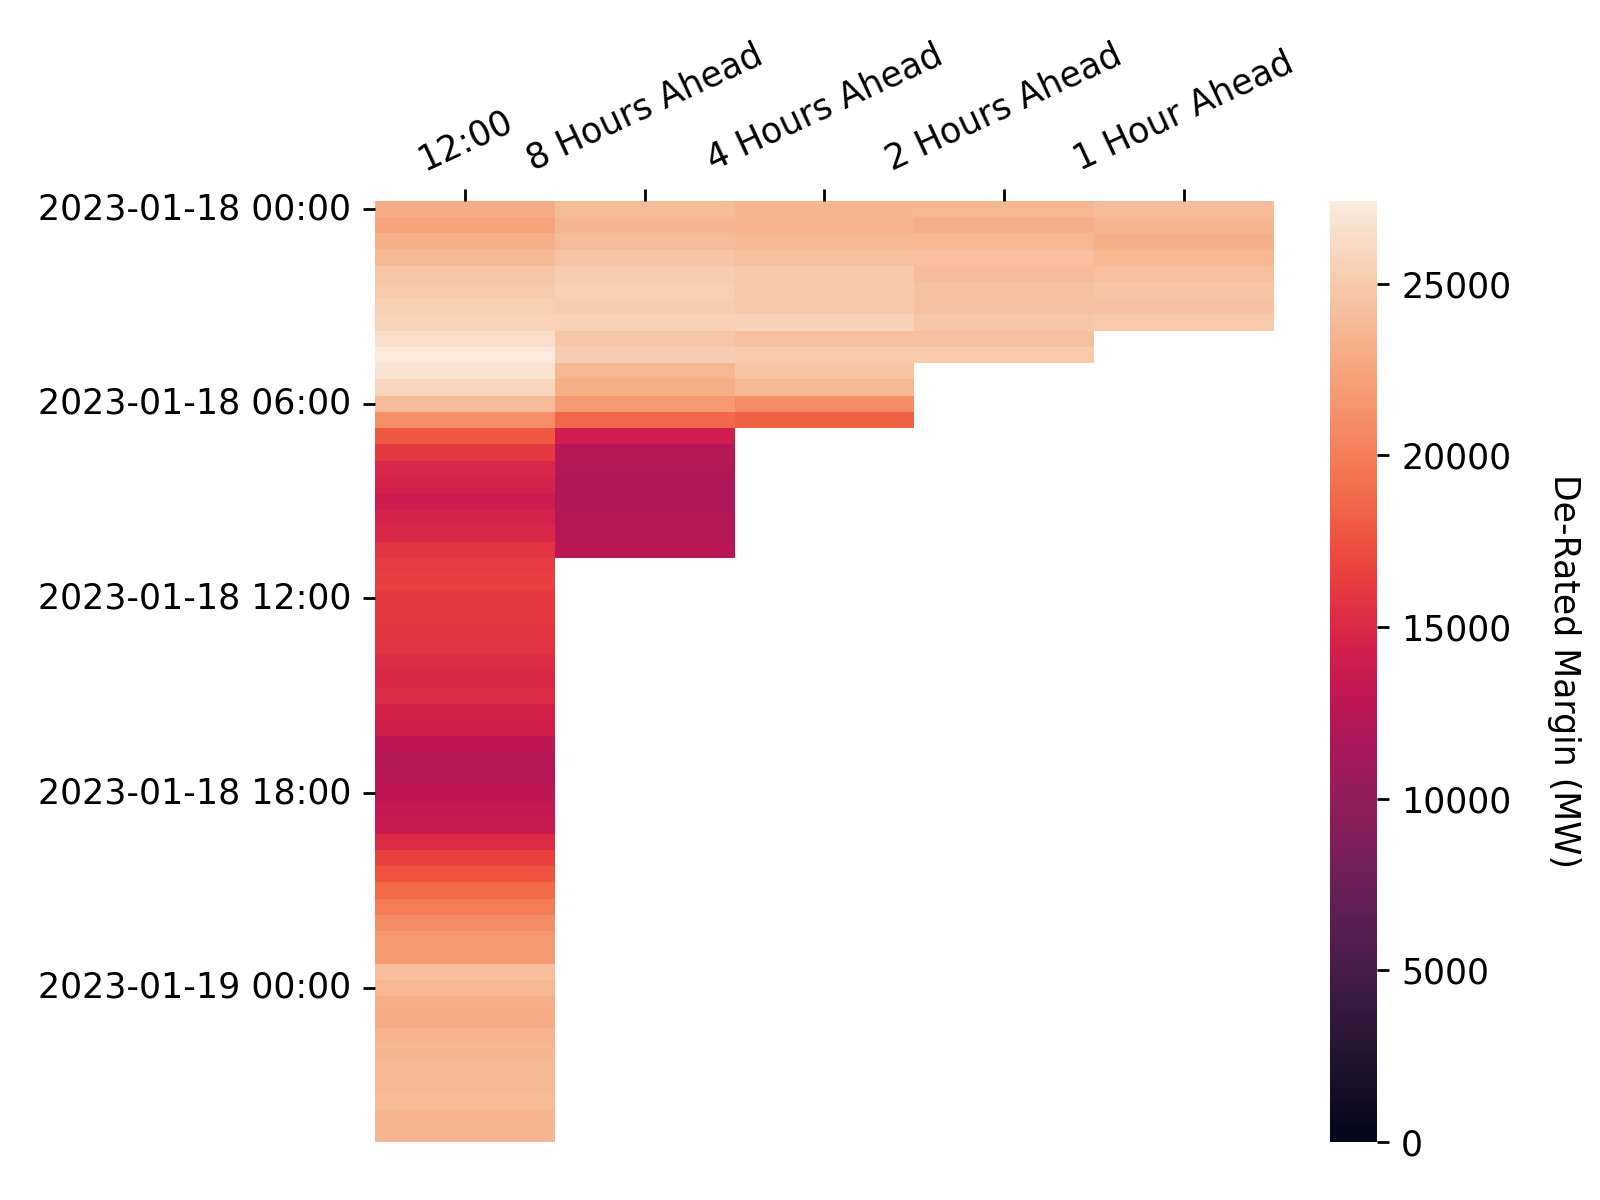 12:00
8 Hours Ahead
4 Hours Ahead
2 Hours Ahead
1 Hour Ahead
2023-01-18 00:00
2023-01-18 06:00
2023-01-18 12:00
2023-01-18 18:00
2023-01-19 00:00
25000
20000
15000
10000
5000
0
De-Rated Margin (MW)